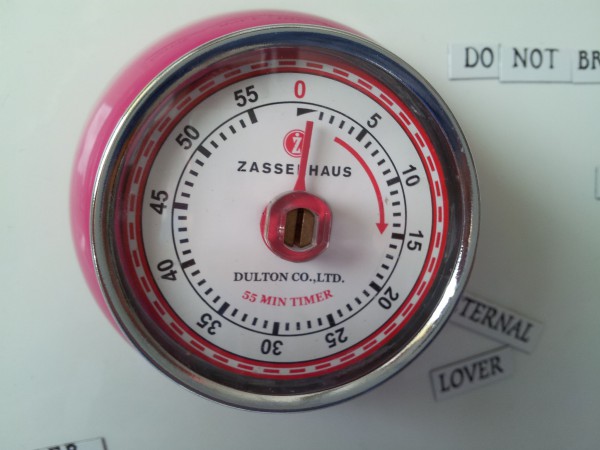 DO NOT BR
55 0 5
50 10
Z
ZASSENHAUS
45 15
DULTON CO.,LTD.
55 MIN TIMER
40 20
35 30 25
TERNAL
LOVER